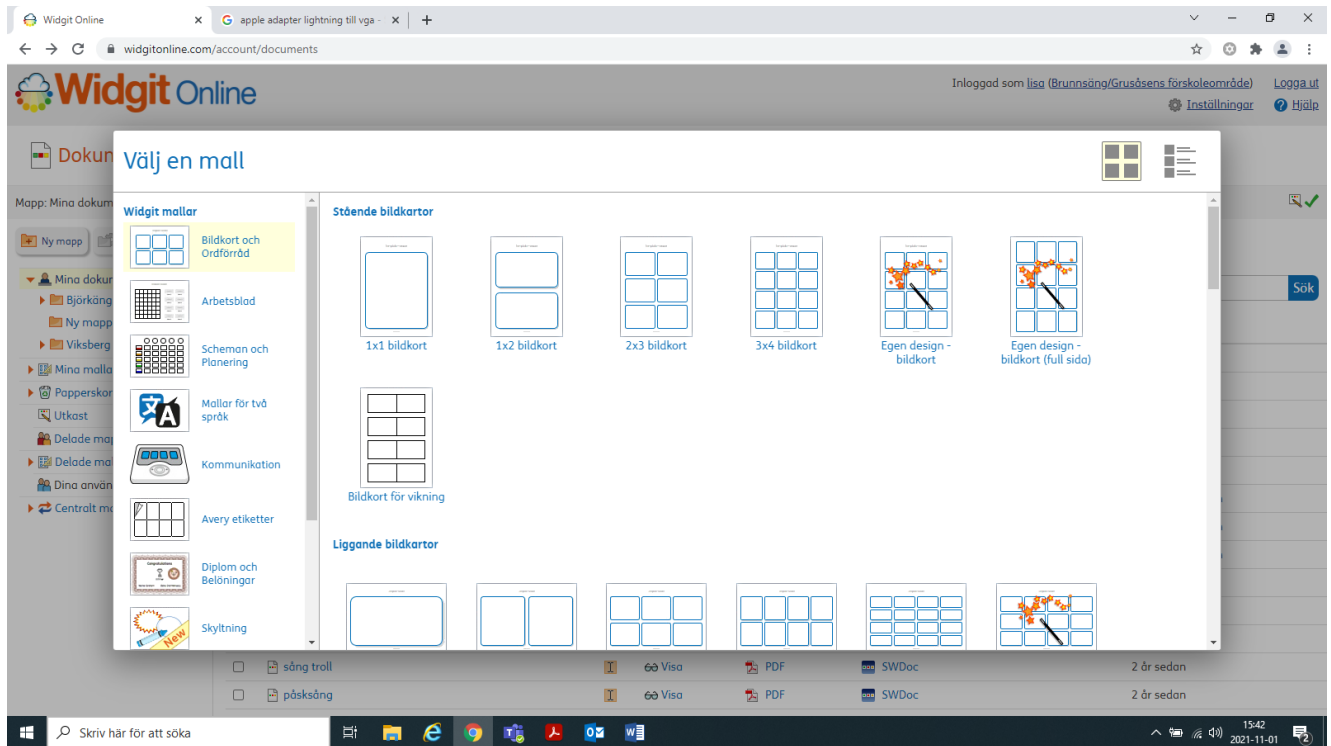 Widgit Online
apple adapter lightning till vga -
widgitonline.com/account/documents
Widgit Online
Inloggad som lisa (Brunnsäng/Grusåsens förskoleområde) Logga ut
Inställningar Hjälp
Dokun
Välj en mall
Mapp: Mina dokum
Ny mapp
Sök
Mina dokur
Björkäng
Ny mapp
Viksberg
Mina malla
Papperskor
Utkast
Delade map
Delade mal
Dina använ
Centralt mo
Widgit mallar
Bildkort och
Ordförråd
Arbetsblad
Scheman och
Planering
Mallar för två
språk
Kommunikation
Avery etiketter
Diplom och
Belöningar
New
Skyltning
Stående bildkartor
1x1 bildkort
1x2 bildkort
2x3 bildkort
3x4 bildkort
Egen design -
bildkort
Egen design -
bildkort (full sida)
Bildkort för vikning
Liggande bildkartor
sång troll Visa PDF SWDoc 2 år sedan
påsksång Visa PDF SWDoc 2 år sedan
Skriv här för att söka
15:42
2021-11-01
2